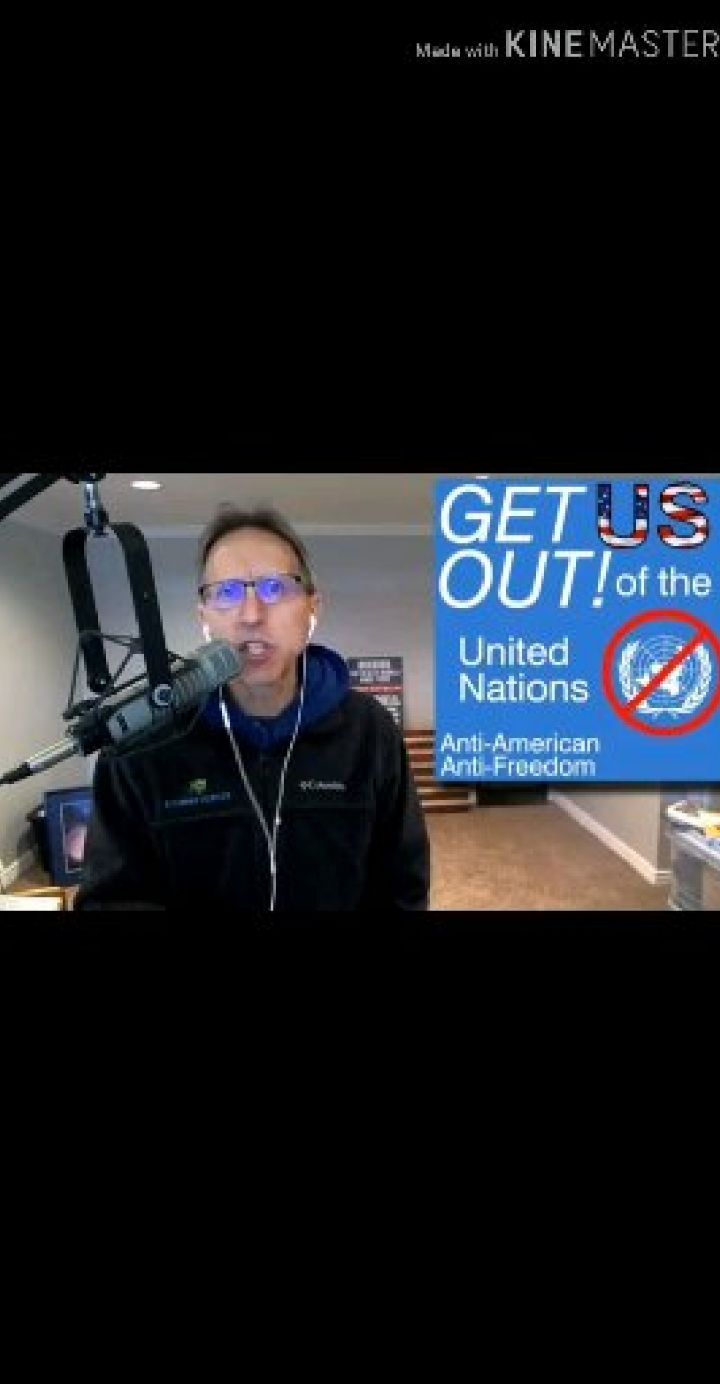 Made with KINEMASTER
GET US
OUT! of the
United
Nations
Anti-American
Anti-Freedom
Columbia